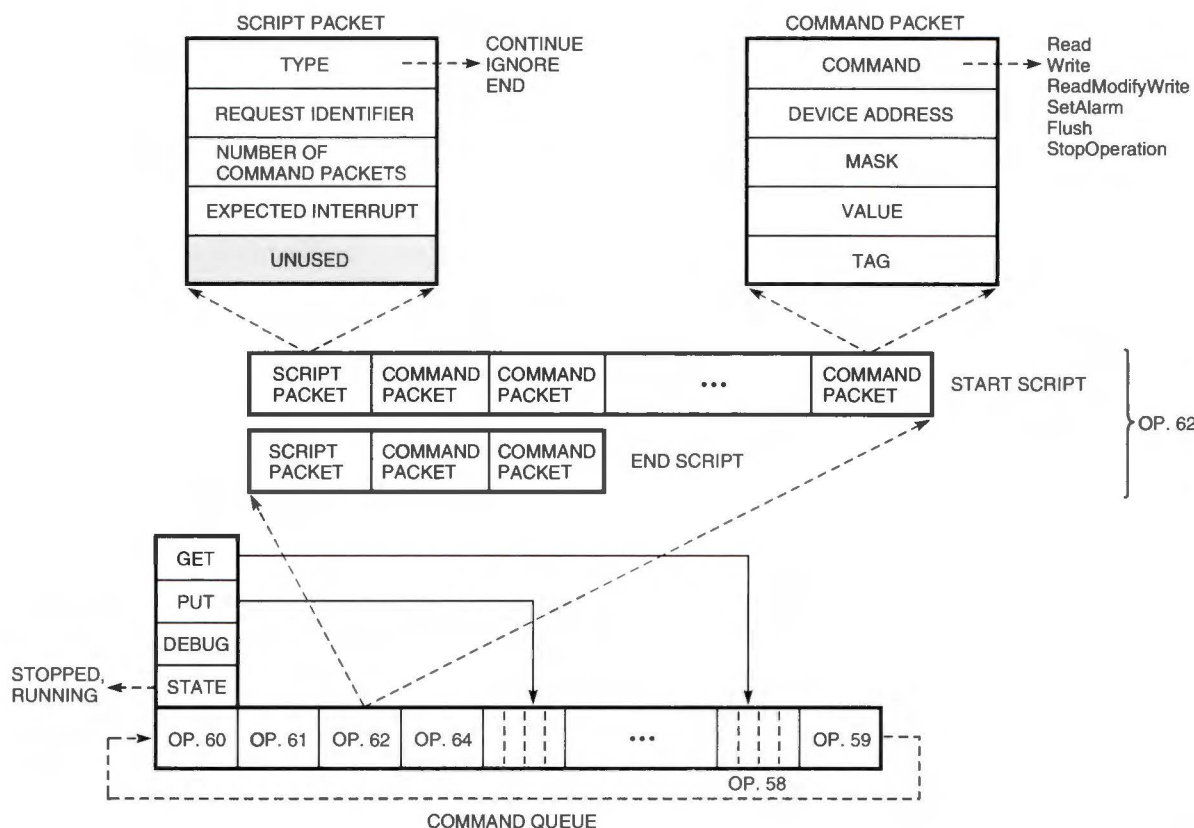 SCRIPT PACKET
TYPE
CONTINUE
IGNORE
END
REQUEST IDENTIFIER
NUMBER OF
COMMAND PACKETS
EXPECTED INTERRUPT
UNUSED
COMMAND PACKET
COMMAND
Read
Write
ReadModifyWrite
SetAlarm
Flush
StopOperation
DEVICE ADDRESS
MASK
VALUE
TAG
SCRIPT
PACKET
COMMAND
PACKET
COMMAND
PACKET
...
COMMAND
PACKET
START SCRIPT
OP. 62
SCRIPT
PACKET
COMMAND
PACKET
COMMAND
PACKET
END SCRIPT
GET
PUT
DEBUG
STATE
STOPPED,
RUNNING
OP. 60
OP. 61
OP. 62
OP. 64
...
OP. 58
OP. 59
COMMAND QUEUE